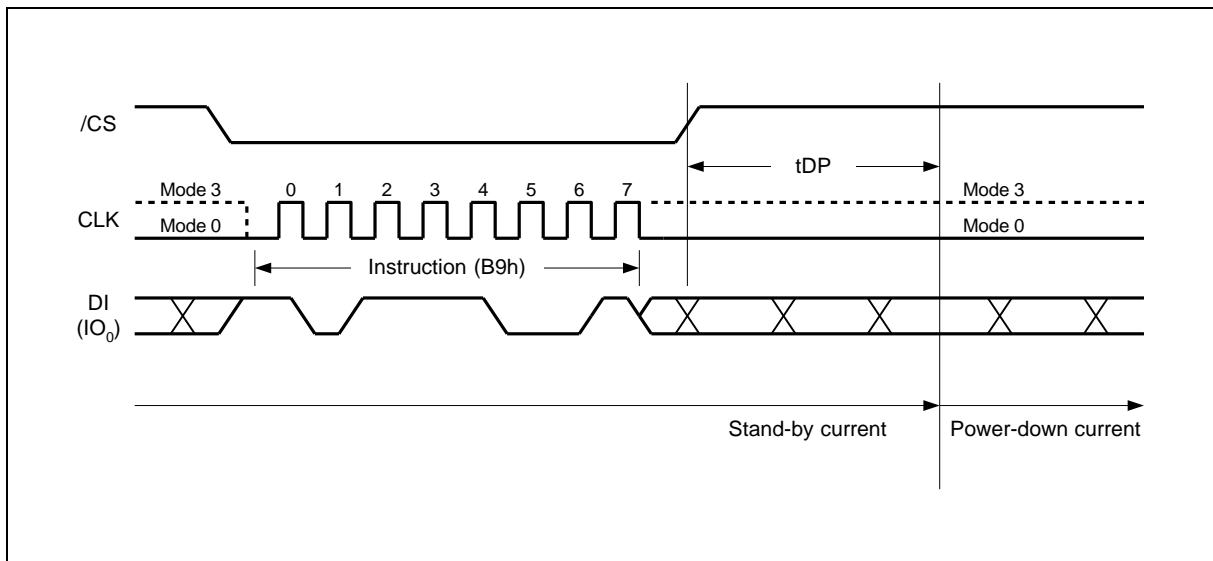 /CS
tDP
Mode 3 0 1 2 3 4 5 6 7 Mode 3
CLK
Mode 0 Mode 0
Instruction (B9h)
DI
(IO0)
Stand-by current Power-down current